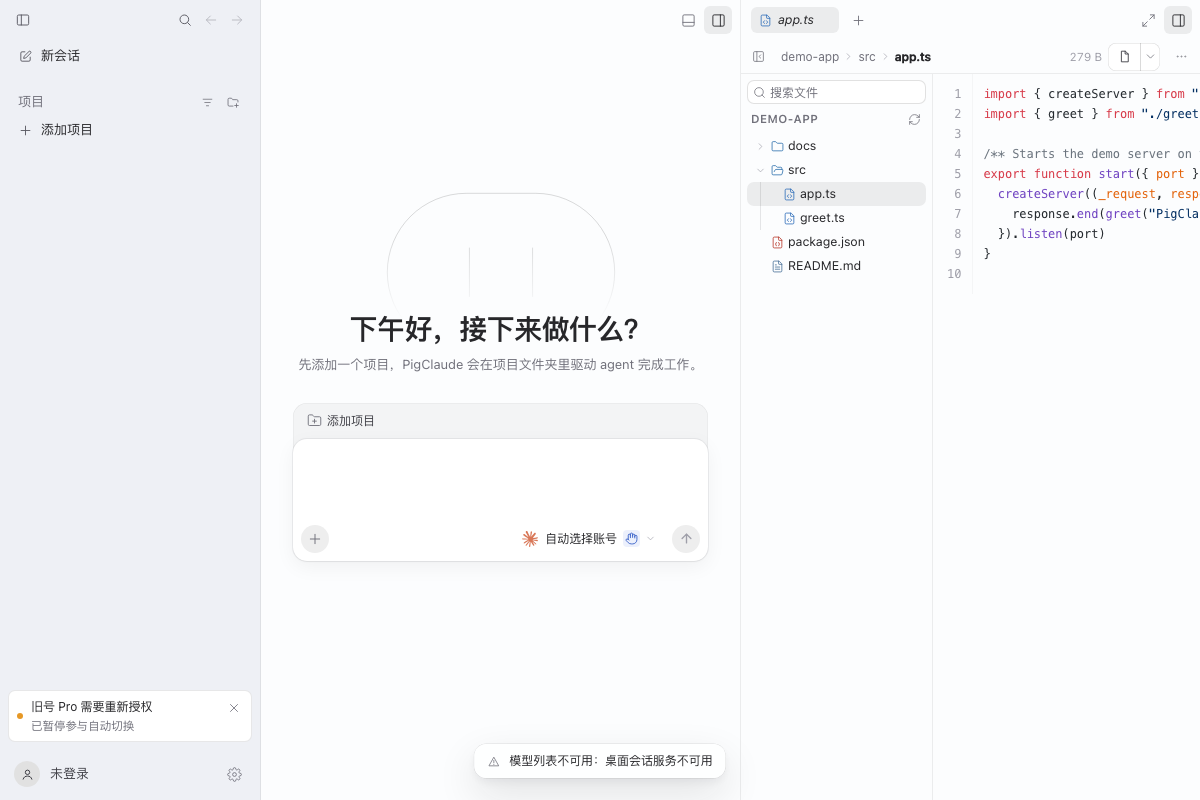 新会话
项目
添加项目
旧号 Pro 需要重新授权
已暂停参与自动切换
未登录
下午好，接下来做什么？
先添加一个项目，PigClaude 会在项目文件夹里驱动 agent 完成工作。
添加项目
自动选择账号
模型列表不可用：桌面会话服务不可用
app.ts
demo-app
src
app.ts
279 B
搜索文件
DEMO-APP
docs
src
app.ts
greet.ts
package.json
README.md
1 import { createServer } from "
2 import { greet } from "./greet
3
4 /** Starts the demo server on
5 export function start({ port }
6 createServer((_request, respo
7 response.end(greet("PigCla
8 }).listen(port)
9 }
10